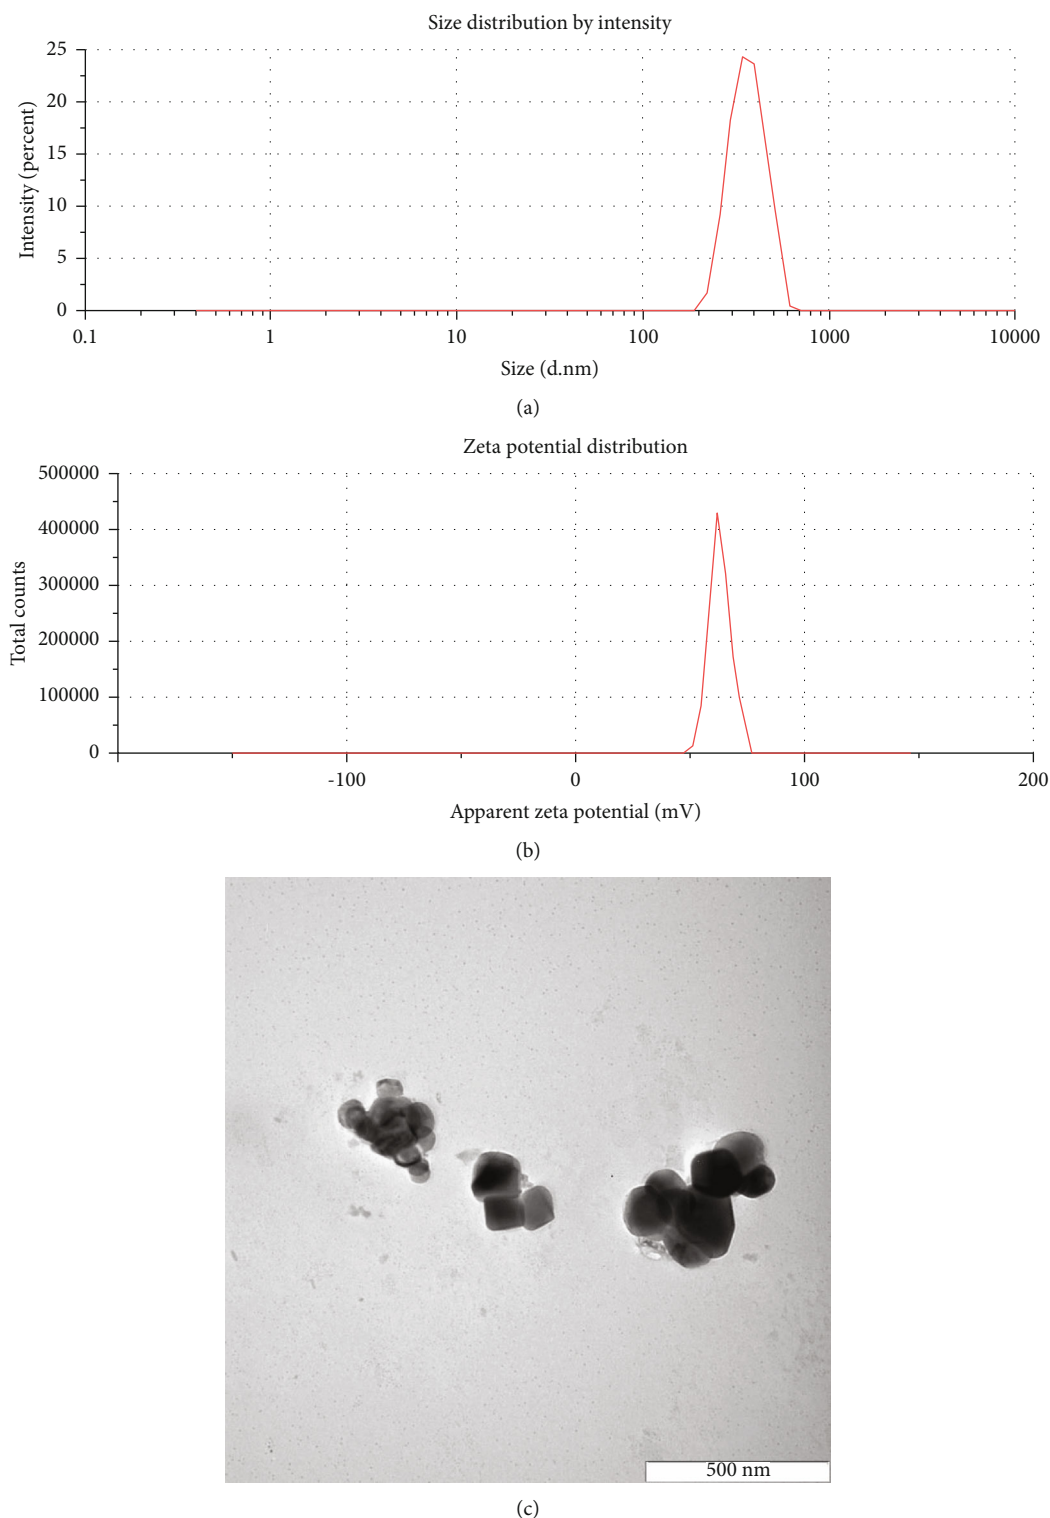 Size distribution by intensity
25
20
15
10
5
0
Intensity (percent)
0.1 1 10 100 1000 10000
Size (d.nm)
(a)
Zeta potential distribution
500000
400000
300000
200000
100000
0
Total counts
-100 0 100 200
Apparent zeta potential (mV)
(b)
500 nm
(c)